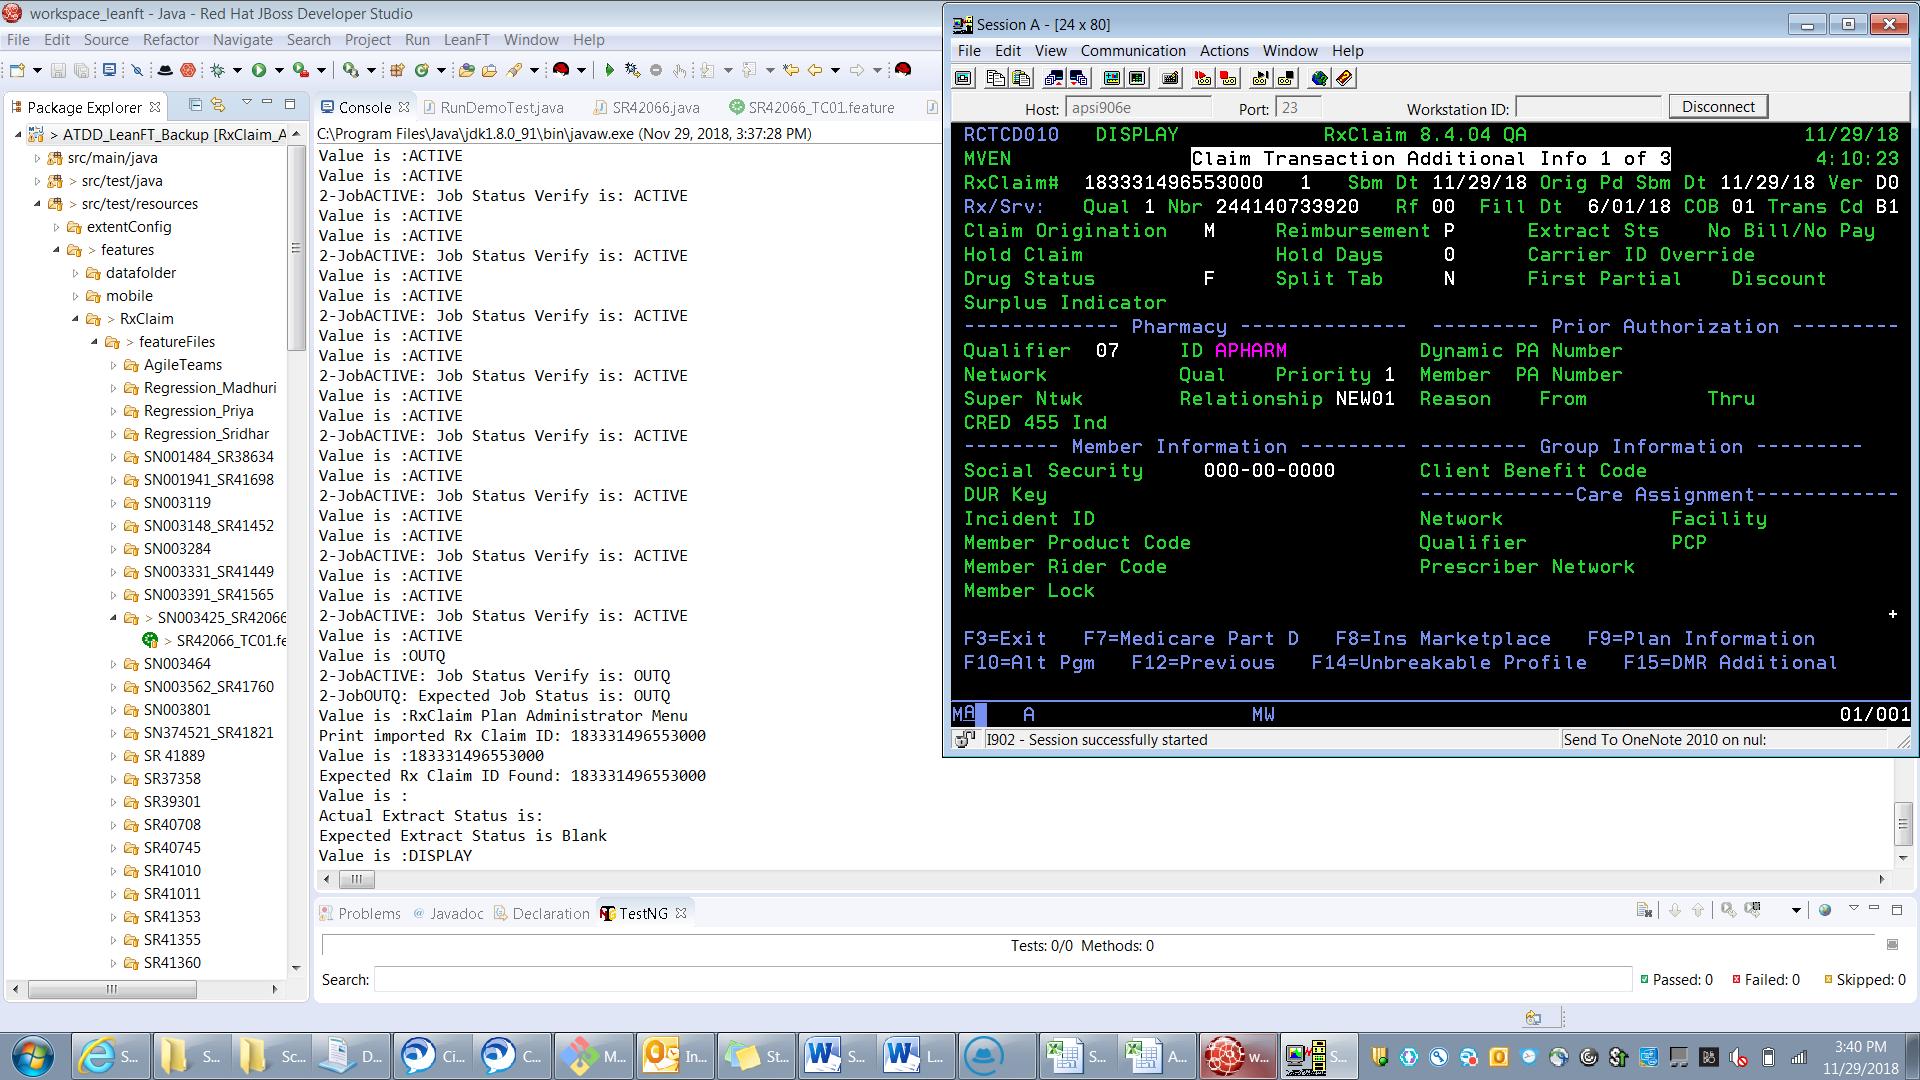 workspace_leanft - Java - Red Hat JBoss Developer Studio
File Edit Source Refactor Navigate Search Project Run LeanFT Window Help
Package Explorer
> ATDD_LeanFT_Backup [RxClaim_A
src/main/java
> src/test/java
> src/test/resources
extentConfig
> features
datafolder
mobile
> RxClaim
> featureFiles
AgileTeams
Regression_Madhuri
Regression_Priya
Regression_Sridhar
SN001484_SR38634
SN001941_SR41698
SN003119
SN003148_SR41452
SN003284
SN003331_SR41449
SN003391_SR41565
> SN003425_SR42066
> SR42066_TC01.fe
SN003464
SN003562_SR41760
SN003801
SN374521_SR41821
SR 41889
SR37358
SR39301
SR40708
SR40745
SR41010
SR41011
SR41353
SR41355
SR41360
Console RunDemoTest.java SR42066.java SR42066_TC01.feature
C:\Program Files\Java\jdk1.8.0_91\bin\javaw.exe (Nov 29, 2018, 3:37:28 PM)
Value is :ACTIVE
Value is :ACTIVE
2-JobACTIVE: Job Status Verify is: ACTIVE
Value is :ACTIVE
Value is :ACTIVE
2-JobACTIVE: Job Status Verify is: ACTIVE
Value is :ACTIVE
Value is :ACTIVE
2-JobACTIVE: Job Status Verify is: ACTIVE
Value is :ACTIVE
Value is :ACTIVE
2-JobACTIVE: Job Status Verify is: ACTIVE
Value is :ACTIVE
Value is :ACTIVE
2-JobACTIVE: Job Status Verify is: ACTIVE
Value is :ACTIVE
Value is :ACTIVE
2-JobACTIVE: Job Status Verify is: ACTIVE
Value is :ACTIVE
Value is :ACTIVE
2-JobACTIVE: Job Status Verify is: ACTIVE
Value is :ACTIVE
Value is :ACTIVE
2-JobACTIVE: Job Status Verify is: ACTIVE
Value is :ACTIVE
Value is :OUTQ
2-JobACTIVE: Job Status Verify is: OUTQ
2-JobOUTQ: Expected Job Status is: OUTQ
Value is :RxClaim Plan Administrator Menu
Print imported Rx Claim ID: 183331496553000
Value is :183331496553000
Expected Rx Claim ID Found: 183331496553000
Value is :
Actual Extract Status is:
Expected Extract Status is Blank
Value is :DISPLAY
Problems @ Javadoc Declaration TestNG
Tests: 0/0 Methods: 0
Search:
Passed: 0 Failed: 0 Skipped: 0
Session A - [24 x 80]
File Edit View Communication Actions Window Help
Host: apsi906e Port: 23 Workstation ID: Disconnect
RCTCD010 DISPLAY RxClaim 8.4.04 QA 11/29/18
MVEN Claim Transaction Additional Info 1 of 3 4:10:23
RxClaim# 183331496553000 1 Sbm Dt 11/29/18 Orig Pd Sbm Dt 11/29/18 Ver D0
Rx/Srv: Qual 1 Nbr 244140733920 Rf 00 Fill Dt 6/01/18 COB 01 Trans Cd B1
Claim Origination M Reimbursement P Extract Sts No Bill/No Pay
Hold Claim Hold Days 0 Carrier ID Override
Drug Status F Split Tab N First Partial Discount
Surplus Indicator
------------- Pharmacy -------------- --------- Prior Authorization ---------
Qualifier 07 ID APHARM Dynamic PA Number
Network Qual Priority 1 Member PA Number
Super Ntwk Relationship NEW01 Reason From Thru
CRED 455 Ind
-------- Member Information --------- --------- Group Information ---------
Social Security 000-00-0000 Client Benefit Code
DUR Key -------------Care Assignment------------
Incident ID Network Facility
Member Product Code Qualifier PCP
Member Rider Code Prescriber Network
Member Lock
+
F3=Exit F7=Medicare Part D F8=Ins Marketplace F9=Plan Information
F10=Alt Pgm F12=Previous F14=Unbreakable Profile F15=DMR Additional
MA A MW 01/001
I902 - Session successfully started Send To OneNote 2010 on nul:
S... S... Sc... D... Ci... C... M... In... St... S... L... S... A... w... S... 3:40 PM
11/29/2018